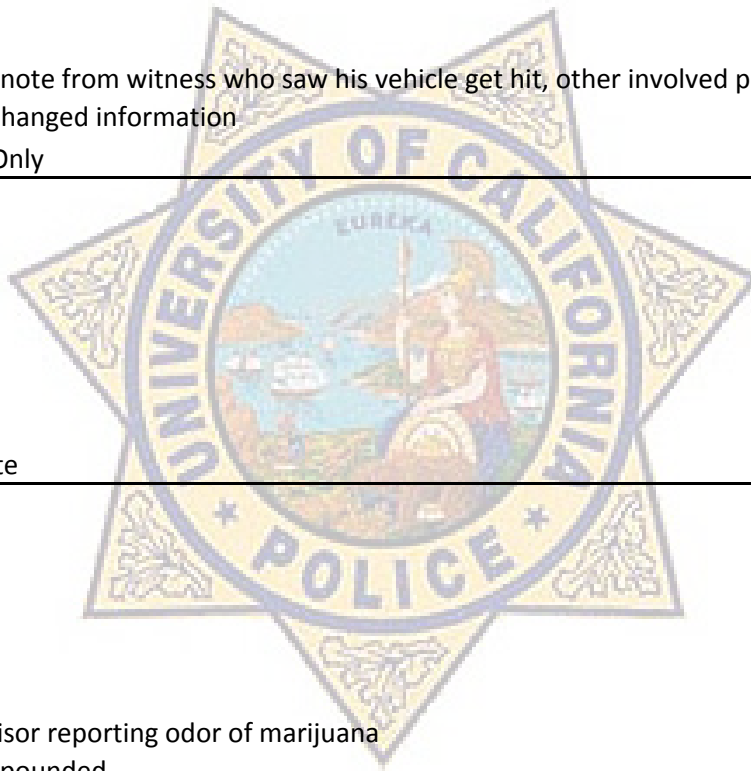 note from witness who saw his vehicle get hit, other involved p
hanged information
Only
UNIVERSITY OF CALIFORNIA
EUREKA
te
POLICE
isor reporting odor of marijuana
pounded